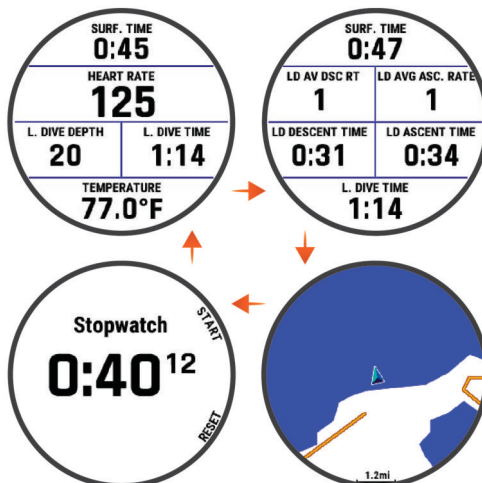 SURF. TIME
0:45
HEART RATE
125
L. DIVE DEPTH
20
L. DIVE TIME
1:14
TEMPERATURE
77.0°F
SURF. TIME
0:47
LD AV DSC RT
1
LD AVG ASC. RATE
1
LD DESCENT TIME
0:31
LD ASCENT TIME
0:34
L. DIVE TIME
1:14
Stopwatch
0:40 12
START
RESET
1.2mi